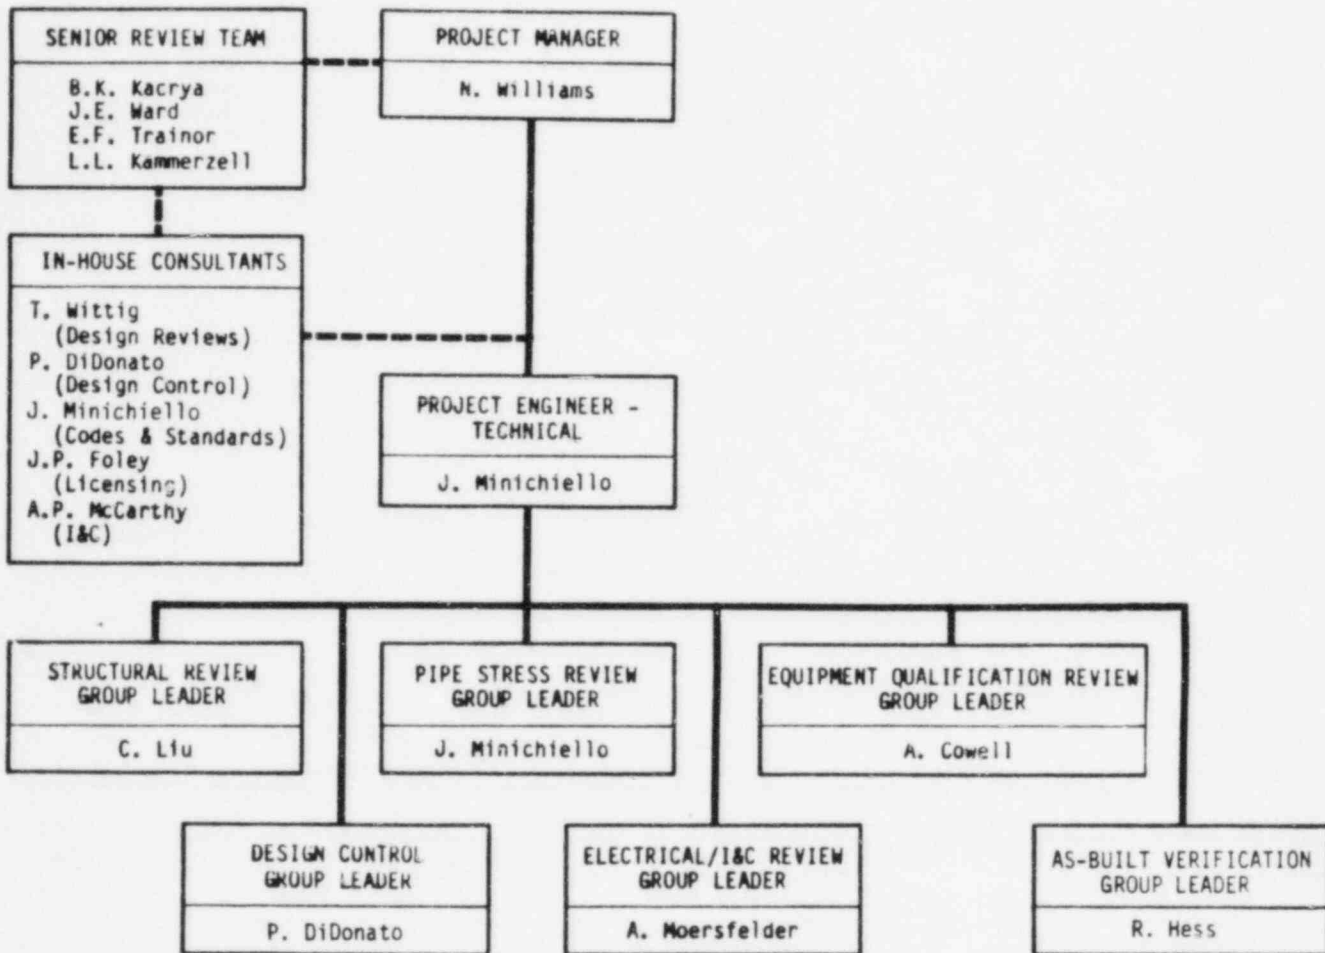 SENIOR REVIEW TEAM
B.K. Kacrya
J.E. Ward
E.F. Trainor
L.L. Kammerzell
PROJECT MANAGER
N. Williams
IN-HOUSE CONSULTANTS
T. Wittig
(Design Reviews)
P. DiDonato
(Design Control)
J. Minichiello
(Codes & Standards)
J.P. Foley
(Licensing)
A.P. McCarthy
(I&C)
PROJECT ENGINEER -
TECHNICAL
J. Minichiello
STRUCTURAL REVIEW
GROUP LEADER
C. Liu
PIPE STRESS REVIEW
GROUP LEADER
J. Minichiello
EQUIPMENT QUALIFICATION REVIEW
GROUP LEADER
A. Cowell
DESIGN CONTROL
GROUP LEADER
P. DiDonato
ELECTRICAL/I&C REVIEW
GROUP LEADER
A. Moersfelder
AS-BUILT VERIFICATION
GROUP LEADER
R. Hess